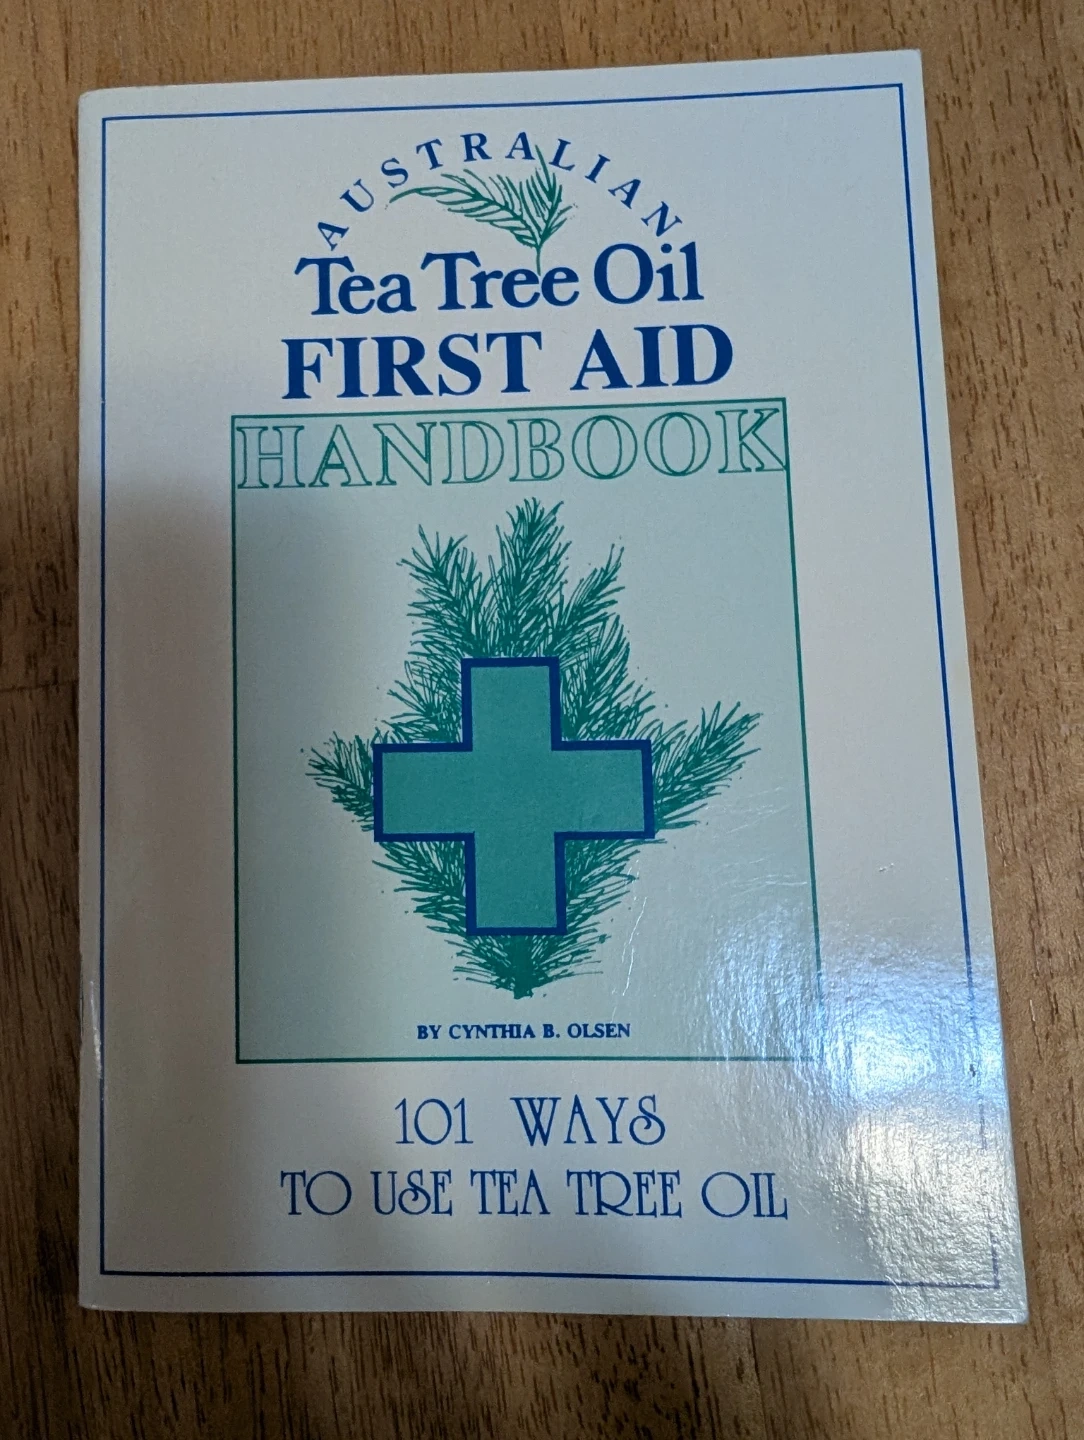 AUSTRALIAN
Tea Tree Oil
FIRST AID
HANDBOOK
BY CYNTHIA B. OLSEN
101 WAYS
TO USE TEA TREE OIL